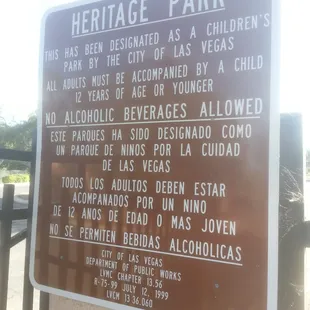 HERITAGE PARK
THIS HAS BEEN DESIGNATED AS A CHILDREN'S
PARK BY THE CITY OF LAS VEGAS
ALL ADULTS MUST BE ACCOMPANIED BY A CHILD
12 YEARS OF AGE OR YOUNGER
NO ALCOHOLIC BEVERAGES ALLOWED
ESTE PARQUES HA SIDO DESIGNADO COMO
UN PARQUE DE NINOS POR LA CUIDAD
DE LAS VEGAS
TODOS LOS ADULTOS DEBEN ESTAR
ACOMPANADOS POR UN NINO
DE 12 ANOS DE EDAD O MAS JOVEN
NO SE PERMITEN BEBIDAS ALCOHOLICAS
CITY OF LAS VEGAS
DEPARTMENT OF PUBLIC WORKS
LVMC CHAPTER 13.56
R-75-99 JULY 12, 1999
LVCM 13.36.060